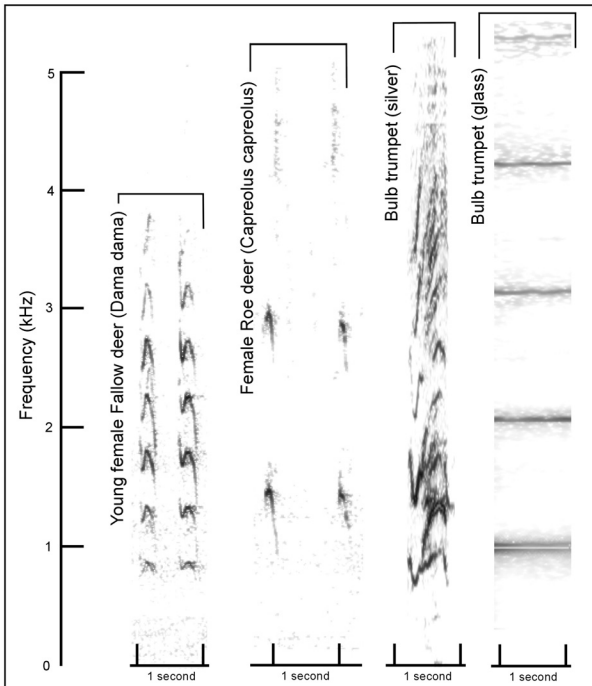 5
4
3
2
1
0
Frequency (kHz)
Young female Fallow deer (Dama dama)
Female Roe deer (Capreolus capreolus)
Bulb trumpet (silver)
Bulb trumpet (glass)
1 second
1 second
1 second
1 second